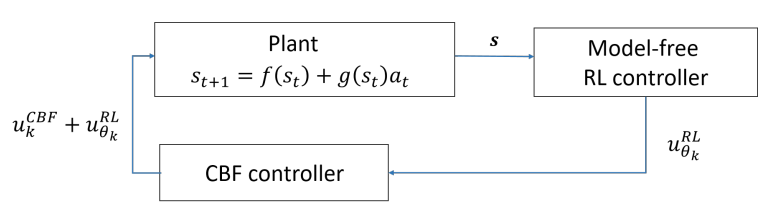 Plant
s_{t+1} = f(s_t) + g(s_t)a_t
s
Model-free
RL controller
u_k^{CBF} + u_{θ_k}^{RL}
u_{θ_k}^{RL}
CBF controller